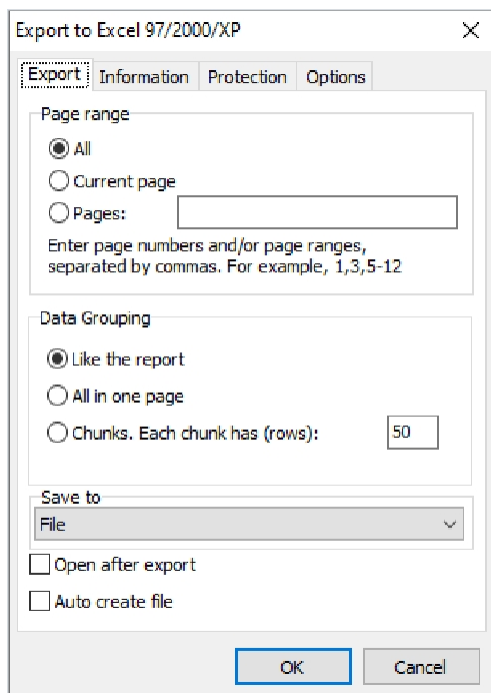 Export to Excel 97/2000/XP
Export Information Protection Options
Page range
All
Current page
Pages:
Enter page numbers and/or page ranges,
separated by commas. For example, 1,3,5-12
Data Grouping
Like the report
All in one page
Chunks. Each chunk has (rows): 50
Save to
File
Open after export
Auto create file
OK Cancel